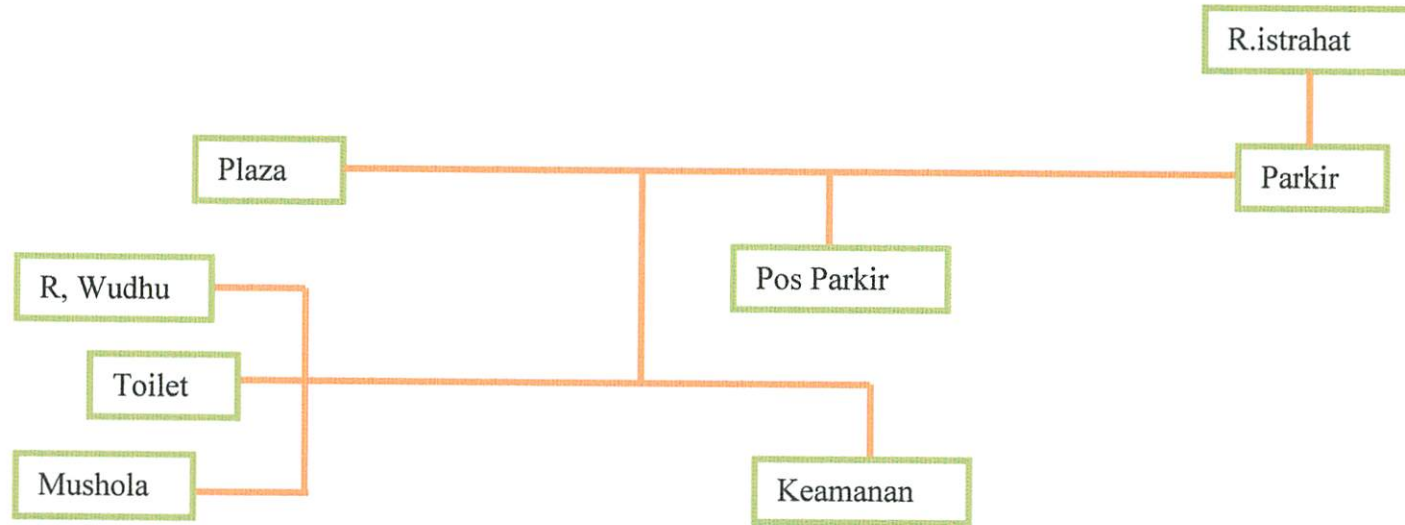 R.istrahat
Plaza
Parkir
R, Wudhu
Pos Parkir
Toilet
Mushola
Keamanan